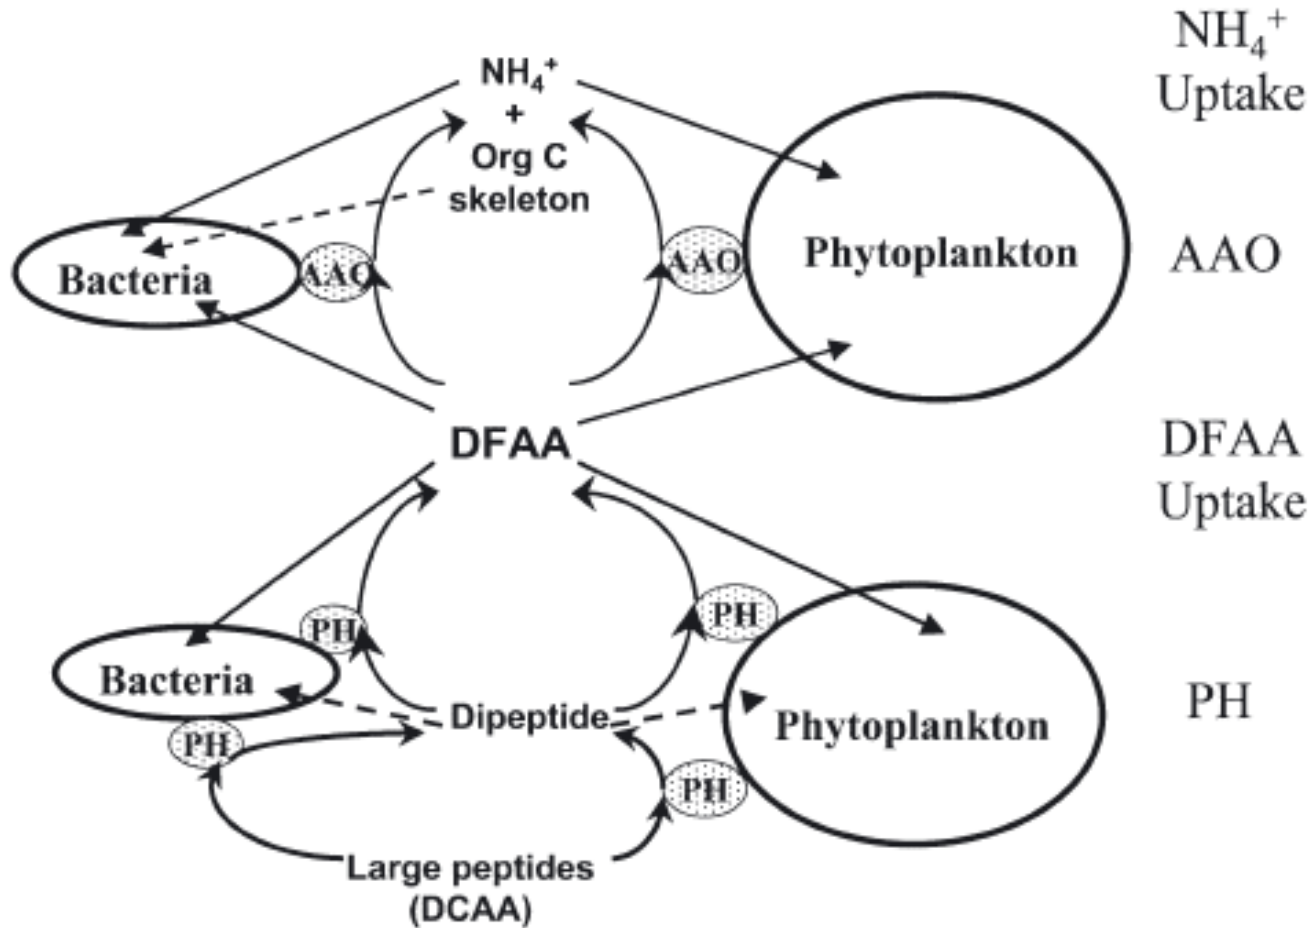 NH₄⁺
Uptake
NH₄⁺
+
Org C
skeleton
Bacteria
AAO
AAO
Phytoplankton
AAO
DFAA
DFAA
Uptake
PH
PH
Bacteria
Dipeptide
Phytoplankton
PH
PH
PH
Large peptides
(DCAA)